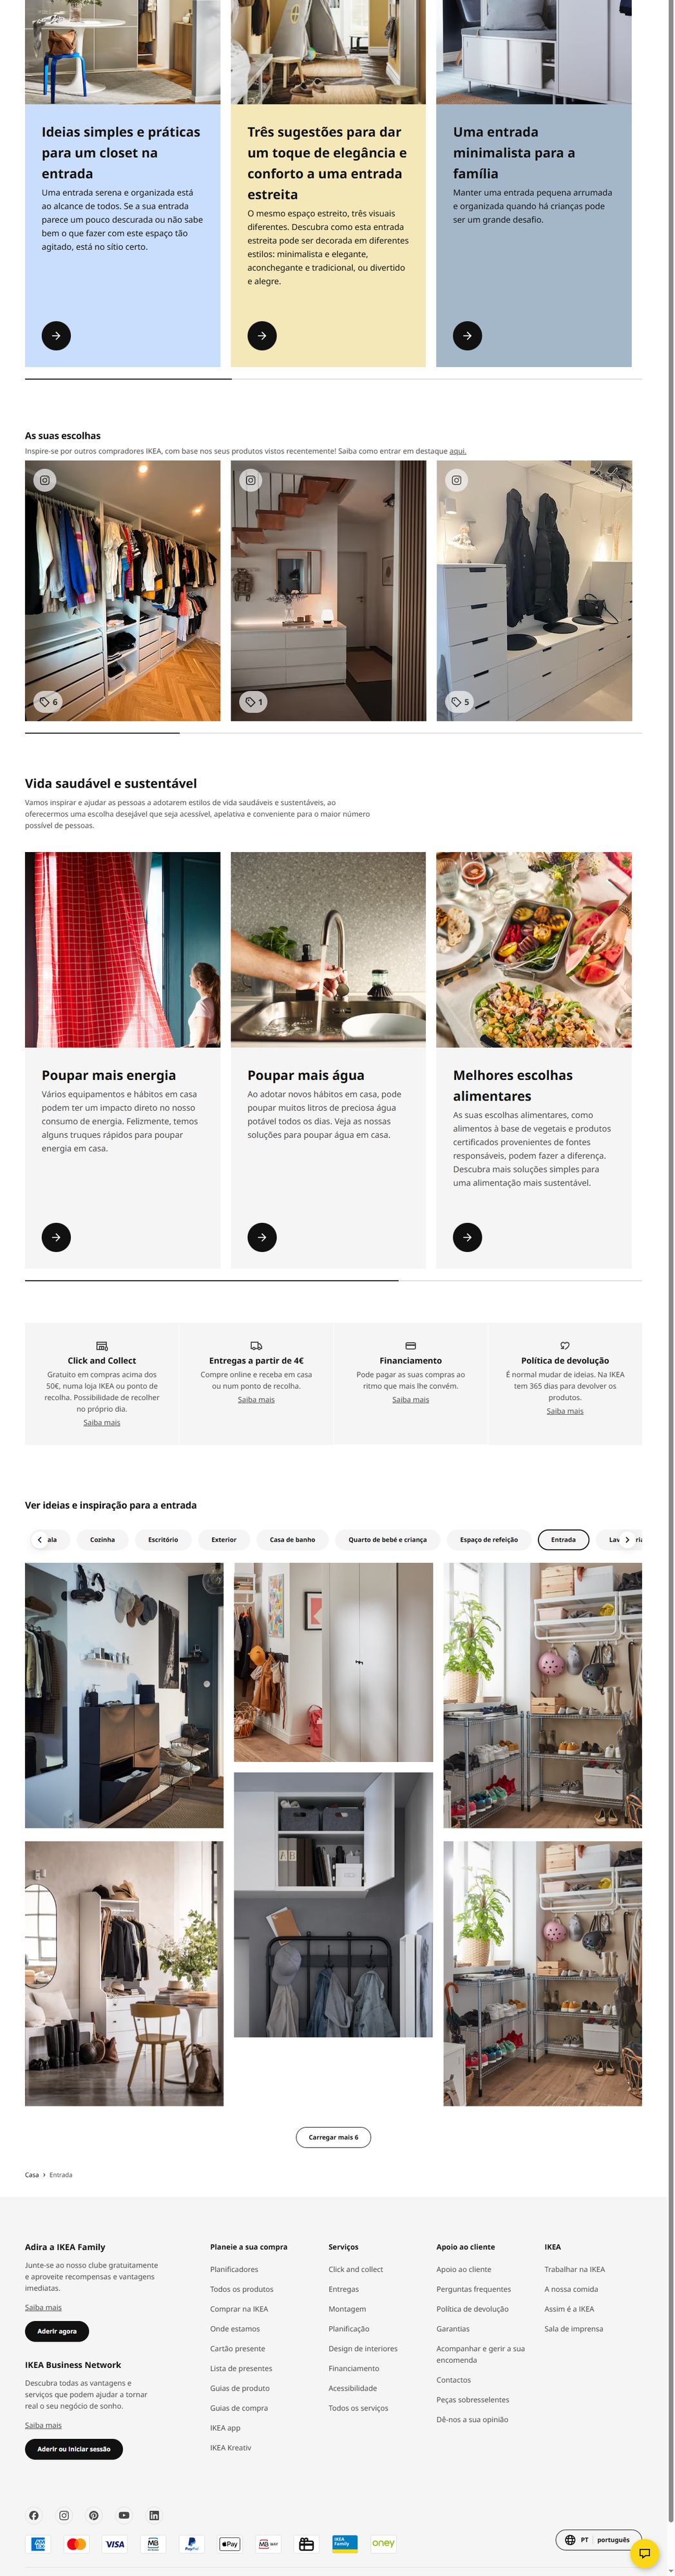 Ideias simples e práticas
para um closet na
entrada
Uma entrada serena e organizada está
ao alcance de todos. Se a sua entrada
parece um pouco descurada ou não sabe
bem o que fazer com este espaço tão
agitado, está no sítio certo.
Três sugestões para dar
um toque de elegância e
conforto a uma entrada
estreita
O mesmo espaço estreito, três visuais
diferentes. Descubra como esta entrada
estreita pode ser decorada em diferentes
estilos: minimalista e elegante,
aconchegante e tradicional, ou divertido
e alegre.
Uma entrada
minimalista para a
família
Manter uma entrada pequena arrumada
e organizada quando há crianças pode
ser um grande desafio.
As suas escolhas
Inspire-se por outros compradores IKEA, com base nos seus produtos vistos recentemente! Saiba como entrar em destaque aqui.
6
1
5
Vida saudável e sustentável
Vamos inspirar e ajudar as pessoas a adotarem estilos de vida saudáveis e sustentáveis, ao
oferecermos uma escolha desejável que seja acessível, apelativa e conveniente para o maior número
possível de pessoas.
Poupar mais energia
Vários equipamentos e hábitos em casa
podem ter um impacto direto no nosso
consumo de energia. Felizmente, temos
alguns truques rápidos para poupar
energia em casa.
Poupar mais água
Ao adotar novos hábitos em casa, pode
poupar muitos litros de preciosa água
potável todos os dias. Veja as nossas
soluções para poupar água em casa.
Melhores escolhas
alimentares
As suas escolhas alimentares, como
alimentos à base de vegetais e produtos
certificados provenientes de fontes
responsáveis, podem fazer a diferença.
Descubra mais soluções simples para
uma alimentação mais sustentável.
Click and Collect
Gratuito em compras acima dos
50€, numa loja IKEA ou ponto de
recolha. Possibilidade de recolher
no próprio dia.
Saiba mais
Entregas a partir de 4€
Compre online e receba em casa
ou num ponto de recolha.
Saiba mais
Financiamento
Pode pagar as suas compras ao
ritmo que mais lhe convém.
Saiba mais
Política de devolução
É normal mudar de ideias. Na IKEA
tem 365 dias para devolver os
produtos.
Saiba mais
Ver ideias e inspiração para a entrada
ala
Cozinha
Escritório
Exterior
Casa de banho
Quarto de bebé e criança
Espaço de refeição
Entrada
Carregar mais 6
Casa › Entrada
Adira a IKEA Family
Junte-se ao nosso clube gratuitamente
e aproveite recompensas e vantagens
imediatas.
Saiba mais
Aderir agora
IKEA Business Network
Descubra todas as vantagens e
serviços que podem ajudar a tornar
real o seu negócio de sonho.
Saiba mais
Aderir ou iniciar sessão
Planeie a sua compra
Planificadores
Todos os produtos
Comprar na IKEA
Onde estamos
Cartão presente
Lista de presentes
Guias de produto
Guias de compra
IKEA app
IKEA Kreativ
Serviços
Click and collect
Entregas
Montagem
Planificação
Design de interiores
Financiamento
Acessibilidade
Todos os serviços
Apoio ao cliente
Apoio ao cliente
Perguntas frequentes
Política de devolução
Garantias
Acompanhar e gerir a sua
encomenda
Contactos
Peças sobresselentes
Dê-nos a sua opinião
IKEA
Trabalhar na IKEA
A nossa comida
Assim é a IKEA
Sala de imprensa
VISA
MB
PayPal
Pay
MB WAY
IKEA
Family
oney
PT
português